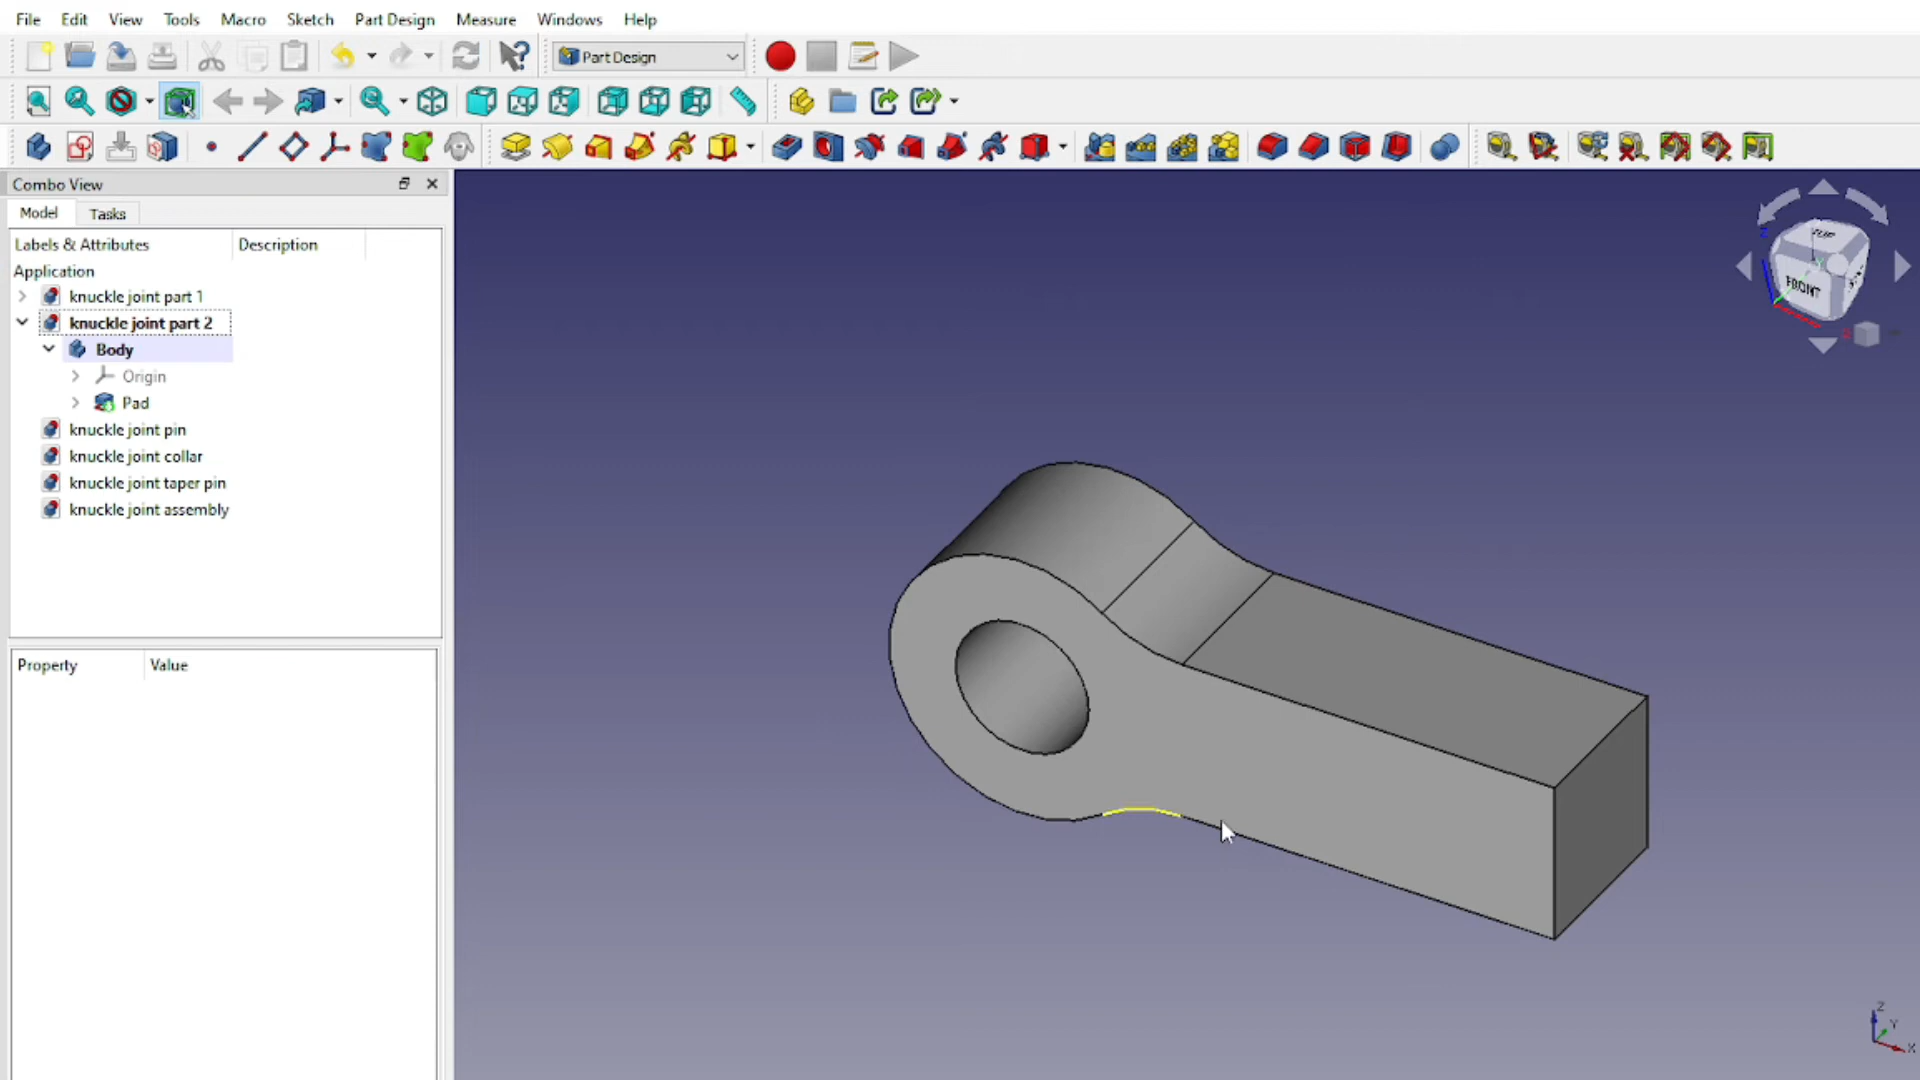 File Edit View Tools Macro Sketch Part Design Measure Windows Help
Part Design
Combo View
Model Tasks
Labels & Attributes Description
Application
knuckle joint part 1
knuckle joint part 2
Body
Origin
Pad
knuckle joint pin
knuckle joint collar
knuckle joint taper pin
knuckle joint assembly
Property Value
FRONT
Z
Y
X